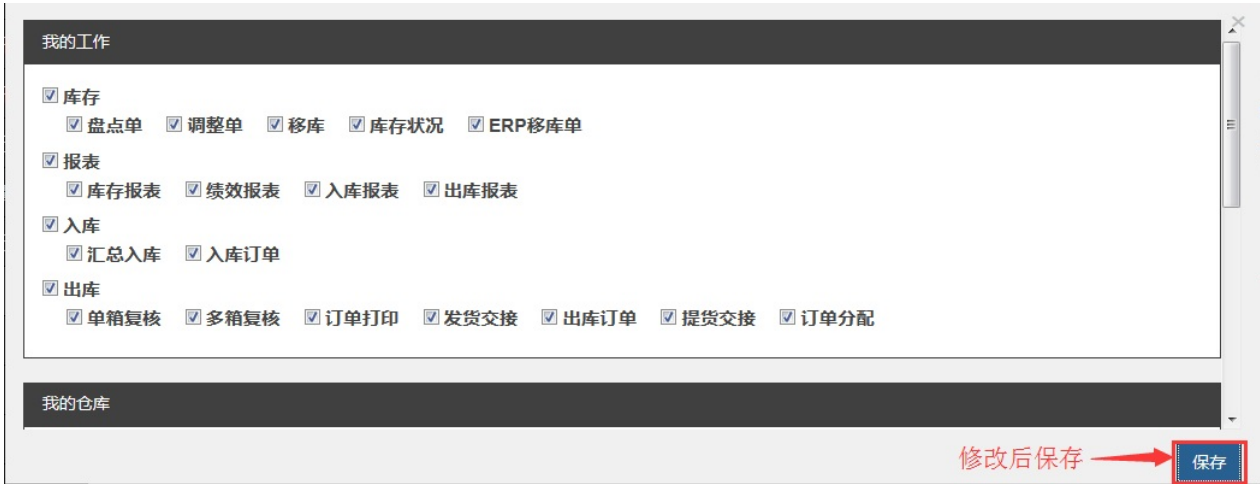 我的工作
库存
盘点单 调整单 移库 库存状况 ERP移库单
报表
库存报表 绩效报表 入库报表 出库报表
入库
汇总入库 入库订单
出库
单箱复核 多箱复核 订单打印 发货交接 出库订单 提货交接 订单分配
我的仓库
修改后保存 保存